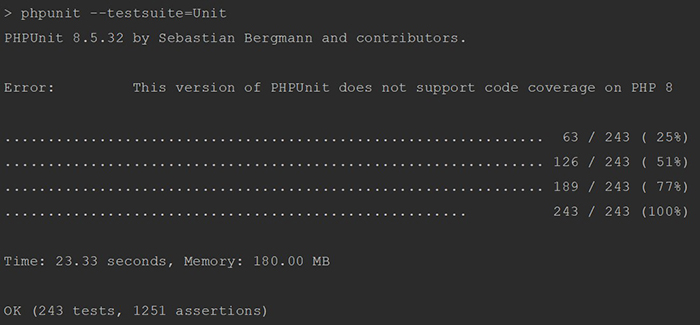 > phpunit --testsuite=Unit
PHPUnit 8.5.32 by Sebastian Bergmann and contributors.
Error:         This version of PHPUnit does not support code coverage on PHP 8
...............................................................  63 / 243 ( 25%)
............................................................... 126 / 243 ( 51%)
............................................................... 189 / 243 ( 77%)
......................................................          243 / 243 (100%)
Time: 23.33 seconds, Memory: 180.00 MB
OK (243 tests, 1251 assertions)